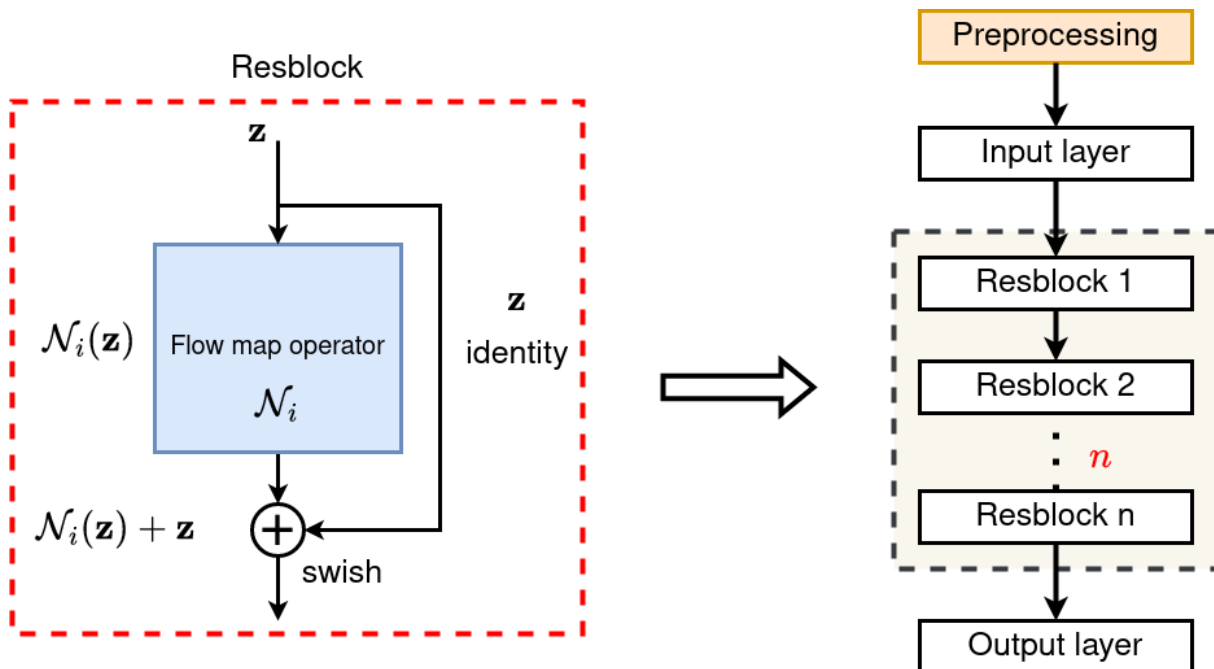 Resblock
z
Flow map operator
𝒩ᵢ
𝒩ᵢ(z)
z
identity
𝒩ᵢ(z) + z
+
swish
Preprocessing
Input layer
Resblock 1
Resblock 2
n
Resblock n
Output layer